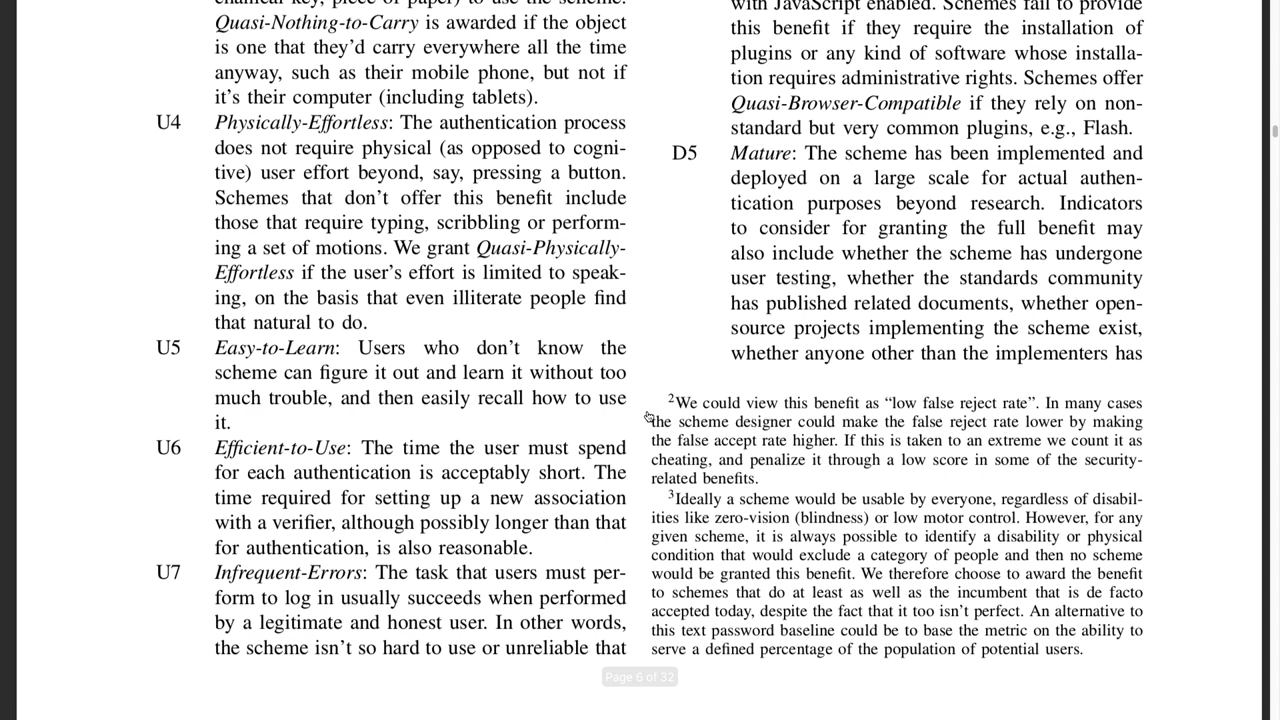 chanical key, piece of paper) to use the scheme.
Quasi-Nothing-to-Carry is awarded if the object
is one that they’d carry everywhere all the time
anyway, such as their mobile phone, but not if
it’s their computer (including tablets).
U4 Physically-Effortless: The authentication process
does not require physical (as opposed to cogni-
tive) user effort beyond, say, pressing a button.
Schemes that don’t offer this benefit include
those that require typing, scribbling or perform-
ing a set of motions. We grant Quasi-Physically-
Effortless if the user’s effort is limited to speak-
ing, on the basis that even illiterate people find
that natural to do.
U5 Easy-to-Learn: Users who don’t know the
scheme can figure it out and learn it without too
much trouble, and then easily recall how to use
it.
U6 Efficient-to-Use: The time the user must spend
for each authentication is acceptably short. The
time required for setting up a new association
with a verifier, although possibly longer than that
for authentication, is also reasonable.
U7 Infrequent-Errors: The task that users must per-
form to log in usually succeeds when performed
by a legitimate and honest user. In other words,
the scheme isn’t so hard to use or unreliable that
with JavaScript enabled. Schemes fail to provide
this benefit if they require the installation of
plugins or any kind of software whose installa-
tion requires administrative rights. Schemes offer
Quasi-Browser-Compatible if they rely on non-
standard but very common plugins, e.g., Flash.
D5 Mature: The scheme has been implemented and
deployed on a large scale for actual authen-
tication purposes beyond research. Indicators
to consider for granting the full benefit may
also include whether the scheme has undergone
user testing, whether the standards community
has published related documents, whether open-
source projects implementing the scheme exist,
whether anyone other than the implementers has
2We could view this benefit as “low false reject rate”. In many cases
the scheme designer could make the false reject rate lower by making
the false accept rate higher. If this is taken to an extreme we count it as
cheating, and penalize it through a low score in some of the security-
related benefits.
3Ideally a scheme would be usable by everyone, regardless of disabil-
ities like zero-vision (blindness) or low motor control. However, for any
given scheme, it is always possible to identify a disability or physical
condition that would exclude a category of people and then no scheme
would be granted this benefit. We therefore choose to award the benefit
to schemes that do at least as well as the incumbent that is de facto
accepted today, despite the fact that it too isn’t perfect. An alternative to
this text password baseline could be to base the metric on the ability to
serve a defined percentage of the population of potential users.
Page 6 of 32